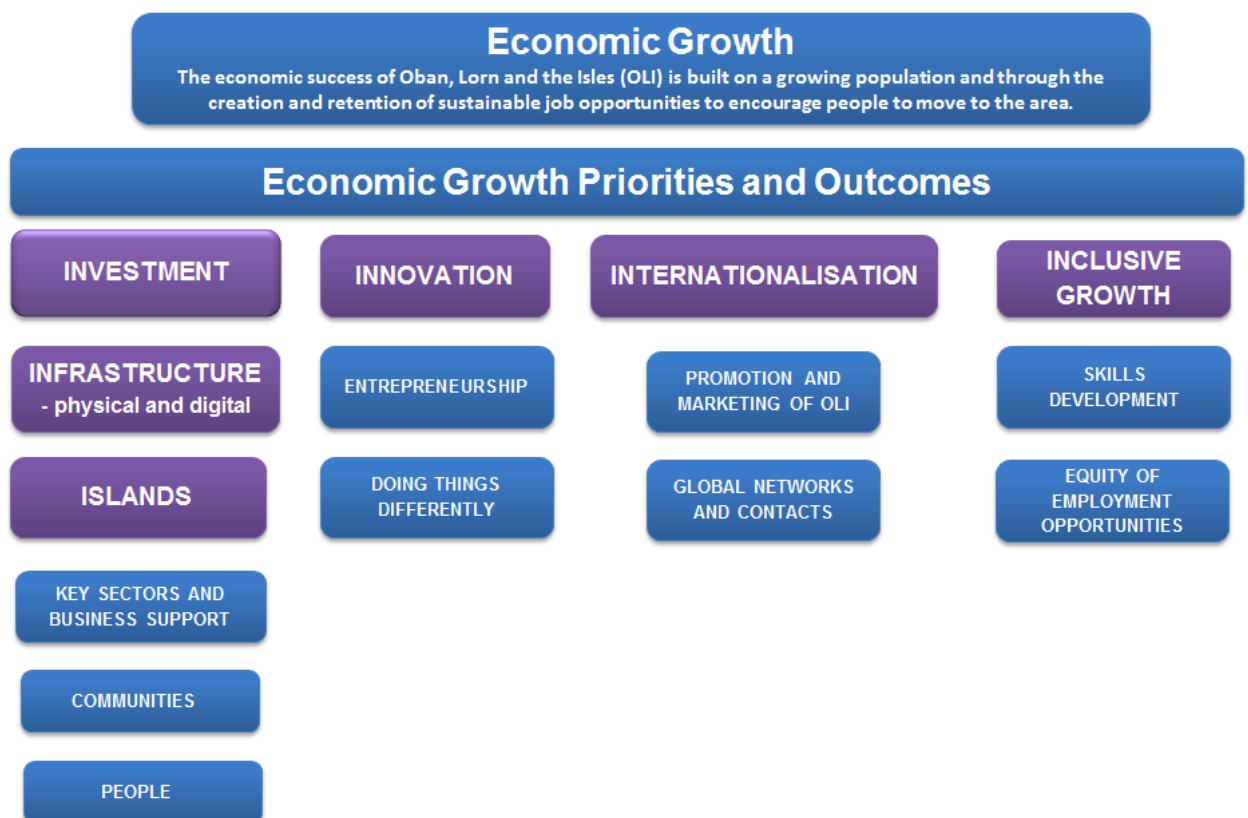 Economic Growth
The economic success of Oban, Lorn and the Isles (OLI) is built on a growing population and through the
creation and retention of sustainable job opportunities to encourage people to move to the area.
Economic Growth Priorities and Outcomes
INVESTMENT
INFRASTRUCTURE
- physical and digital
ISLANDS
KEY SECTORS AND
BUSINESS SUPPORT
COMMUNITIES
PEOPLE
INNOVATION
ENTREPRENEURSHIP
DOING THINGS
DIFFERENTLY
INTERNATIONALISATION
PROMOTION AND
MARKETING OF OLI
GLOBAL NETWORKS
AND CONTACTS
INCLUSIVE
GROWTH
SKILLS
DEVELOPMENT
EQUITY OF
EMPLOYMENT
OPPORTUNITIES